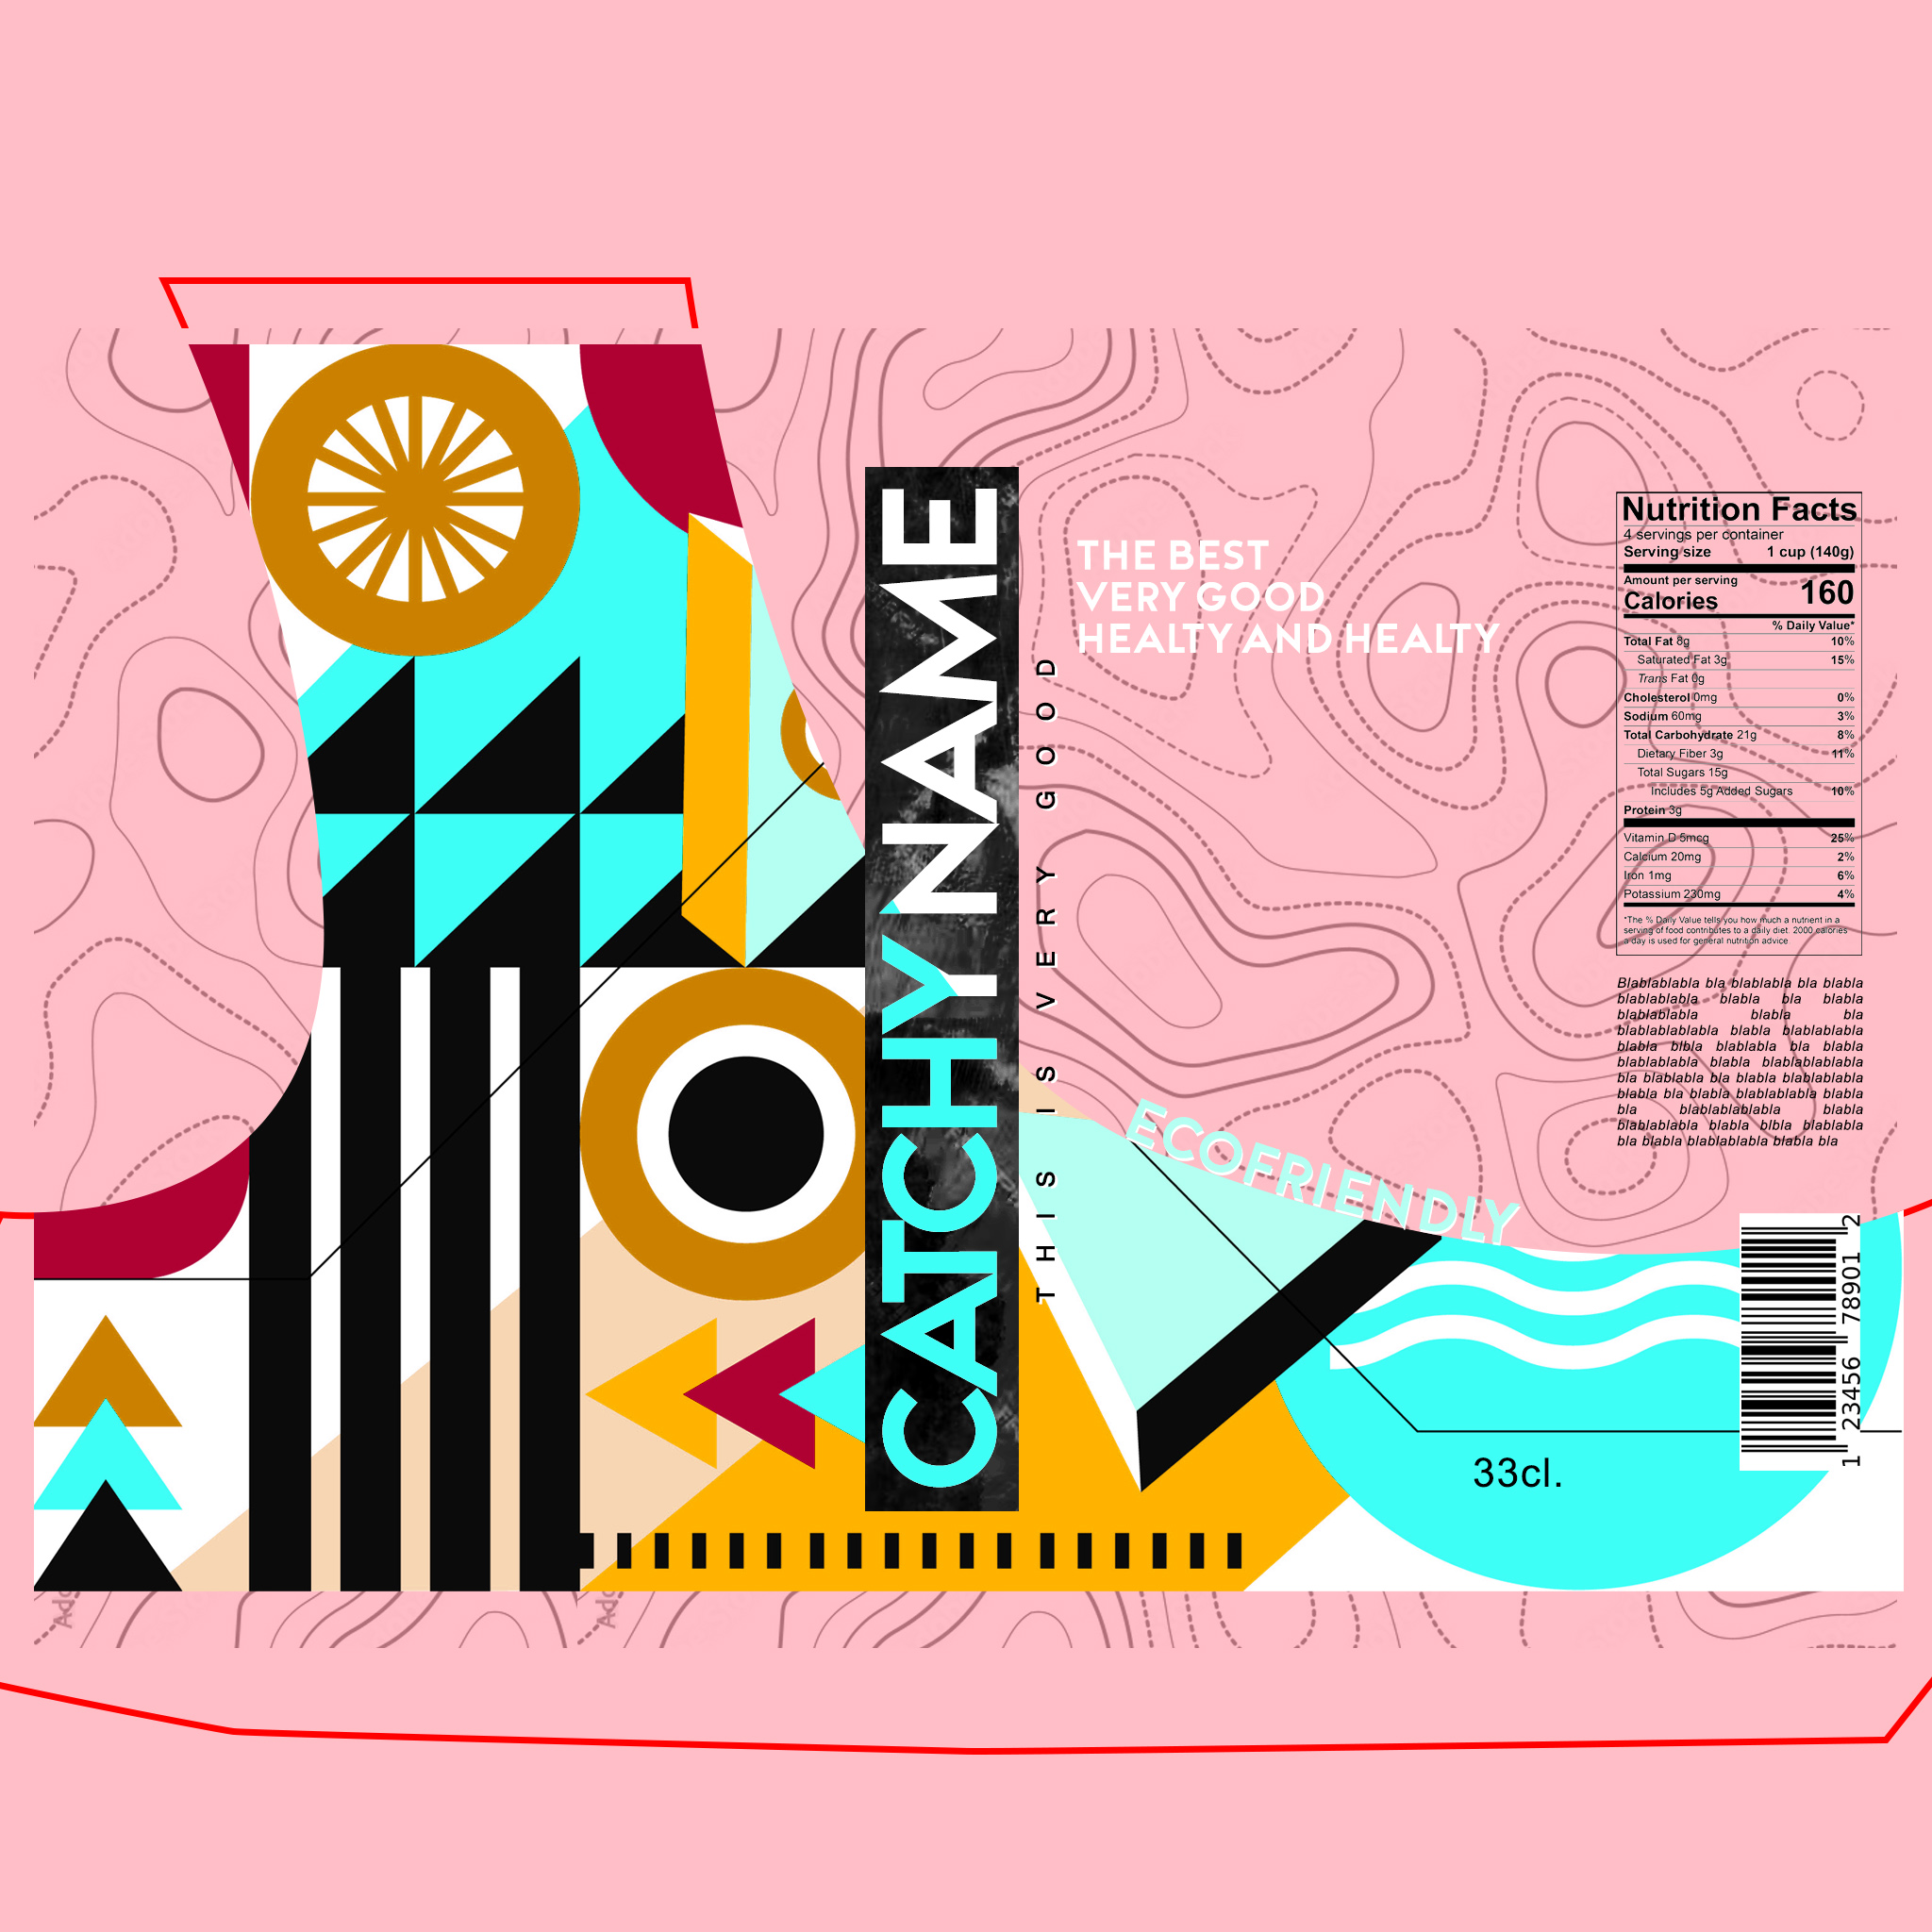 CATCHY NAME
THIS IS VERY GOOD
THE BEST
VERY GOOD
HEALTY AND HEALTY
ECOFRIENDLY
Nutrition Facts
4 servings per container
Serving size 1 cup (140g)
Amount per serving
Calories 160
% Daily Value*
Total Fat 8g 10%
Saturated Fat 3g 15%
Trans Fat 0g
Cholesterol 0mg 0%
Sodium 60mg 3%
Total Carbohydrate 21g 8%
Dietary Fiber 3g 11%
Total Sugars 15g
Includes 5g Added Sugars 10%
Protein 3g
Vitamin D 5mcg 25%
Calcium 20mg 2%
Iron 1mg 6%
Potassium 230mg 4%
*The % Daily Value tells you how much a nutrient in a
serving of food contributes to a daily diet. 2000 calories
a day is used for general nutrition advice
Blablablabla bla blablabla bla blabla
blablablabla blabla bla blabla
blablablabla blabla bla
blablablablabla blabla blablablabla
blabla blbla blablabla bla blabla
blablablabla blabla blablablablabla
bla blablabla bla blabla blablablabla
blabla bla blabla blablablabla blabla
bla blablablablabla blabla
blablablabla blabla blbla blablabla
bla blabla blablablabla blabla bla
1 23456 78901 2
33cl.